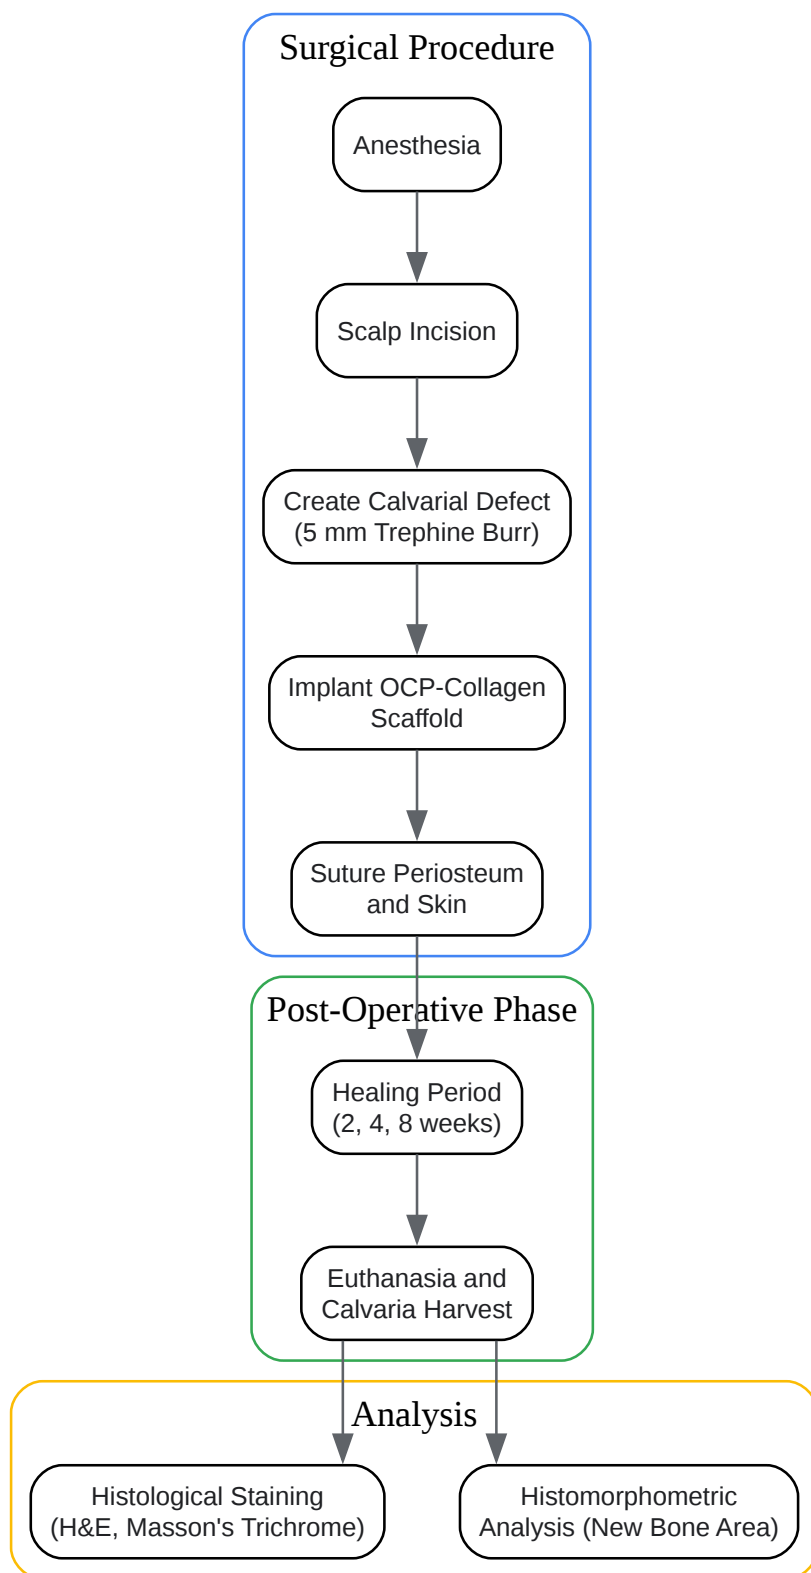 Surgical Procedure
Anesthesia
Scalp Incision
Create Calvarial Defect
(5 mm Trephine Burr)
Implant OCP-Collagen
Scaffold
Suture Periosteum
and Skin
Post-Operative Phase
Healing Period
(2, 4, 8 weeks)
Euthanasia and
Calvaria Harvest
Analysis
Histological Staining
(H&E, Masson's Trichrome)
Histomorphometric
Analysis (New Bone Area)